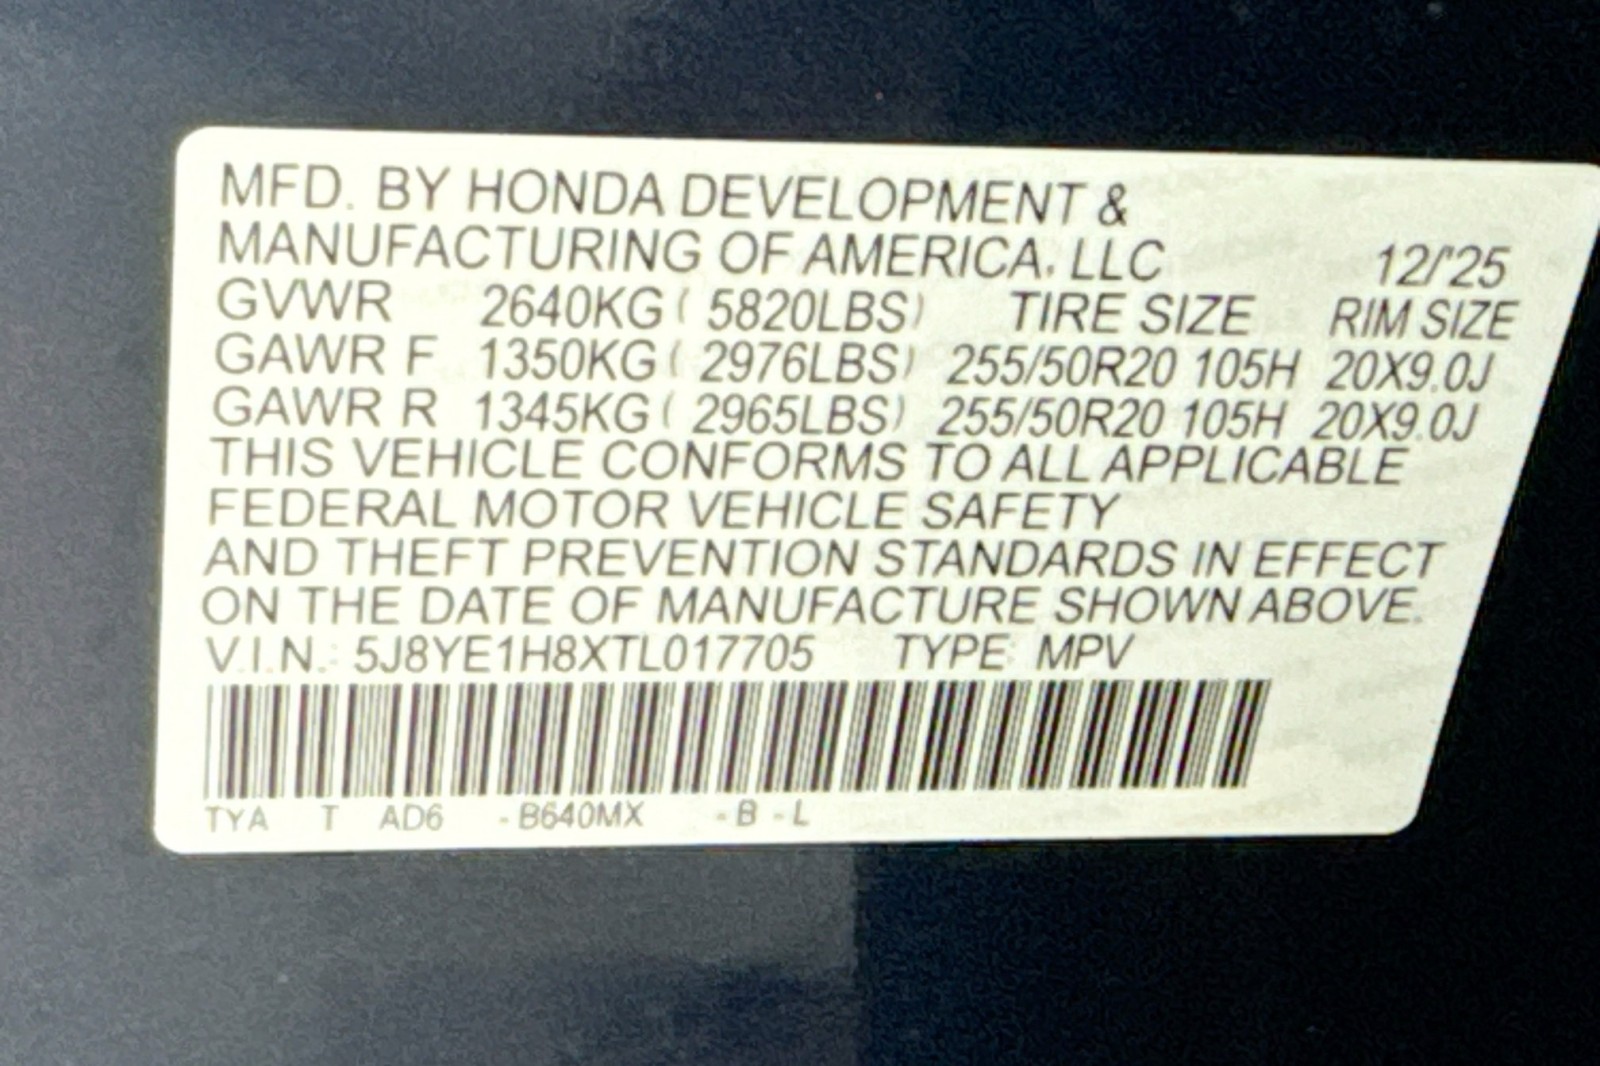 MFD. BY HONDA DEVELOPMENT &
MANUFACTURING OF AMERICA, LLC 12/'25
GVWR 2640KG ( 5820LBS) TIRE SIZE RIM SIZE
GAWR F 1350KG ( 2976LBS) 255/50R20 105H 20X9.0J
GAWR R 1345KG ( 2965LBS) 255/50R20 105H 20X9.0J
THIS VEHICLE CONFORMS TO ALL APPLICABLE
FEDERAL MOTOR VEHICLE SAFETY
AND THEFT PREVENTION STANDARDS IN EFFECT
ON THE DATE OF MANUFACTURE SHOWN ABOVE.
V.I.N.: 5J8YE1H8XTL017705 TYPE: MPV
TYA T AD6 - B640MX - B - L